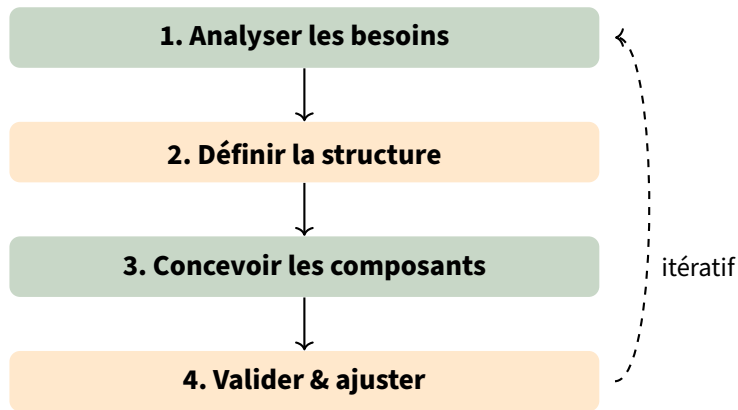 1. Analyser les besoins
2. Définir la structure
3. Concevoir les composants
itératif
4. Valider & ajuster